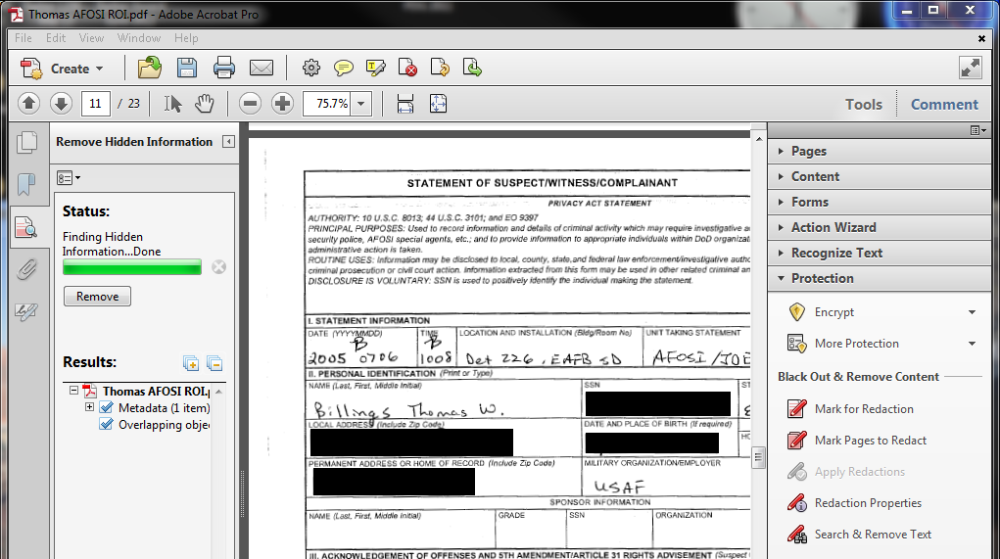 Thomas AFOSI ROI.pdf - Adobe Acrobat Pro
File Edit View Window Help
Create
11 / 23 75.7% Tools Comment
Remove Hidden Information
Status:
Finding Hidden
Information...Done
Remove
Results:
Thomas AFOSI ROI.p
Metadata (1 item)
Overlapping obje
STATEMENT OF SUSPECT/WITNESS/COMPLAINANT
PRIVACY ACT STATEMENT
AUTHORITY: 10 U.S.C. 8013; 44 U.S.C. 3101; and EO 9397
PRINCIPAL PURPOSES: Used to record information and details of criminal activity which may require investigative a
security police, AFOSI special agents, etc.; and to provide information to appropriate individuals within DoD organizat
administrative action is taken.
ROUTINE USES: Information may be disclosed to local, county, state,and federal law enforcement/investigative autho
criminal prosecution or civil court action. Information extracted from this form may be used in other related criminal an
DISCLOSURE IS VOLUNTARY: SSN is used to positively identify the individual making the statement.
I. STATEMENT INFORMATION
DATE (YYYYMMDD) TIME LOCATION AND INSTALLATION (Bldg/Room No) UNIT TAKING STATEMENT
B B
2005 0706 1008 Det 226, EAFB SD AFOSI/
II. PERSONAL IDENTIFICATION (Print or Type)
NAME (Last, First, Middle Initial) SSN ST
Billings Thomas W.
LOCAL ADDRESS (Include Zip Code) DATE AND PLACE OF BIRTH (If required) HO
PERMANENT ADDRESS OR HOME OF RECORD (Include Zip Code) MILITARY ORGANIZATION/EMPLOYER
USAF
SPONSOR INFORMATION
NAME (Last, First, Middle Initial) GRADE SSN ORGANIZATION
III. ACKNOWLEDGEMENT OF OFFENSES AND 5TH AMENDMENT/ARTICLE 31 RIGHTS ADVISEMENT (Suspect
Pages
Content
Forms
Action Wizard
Recognize Text
Protection
Encrypt
More Protection
Black Out & Remove Content
Mark for Redaction
Mark Pages to Redact
Apply Redactions
Redaction Properties
Search & Remove Text